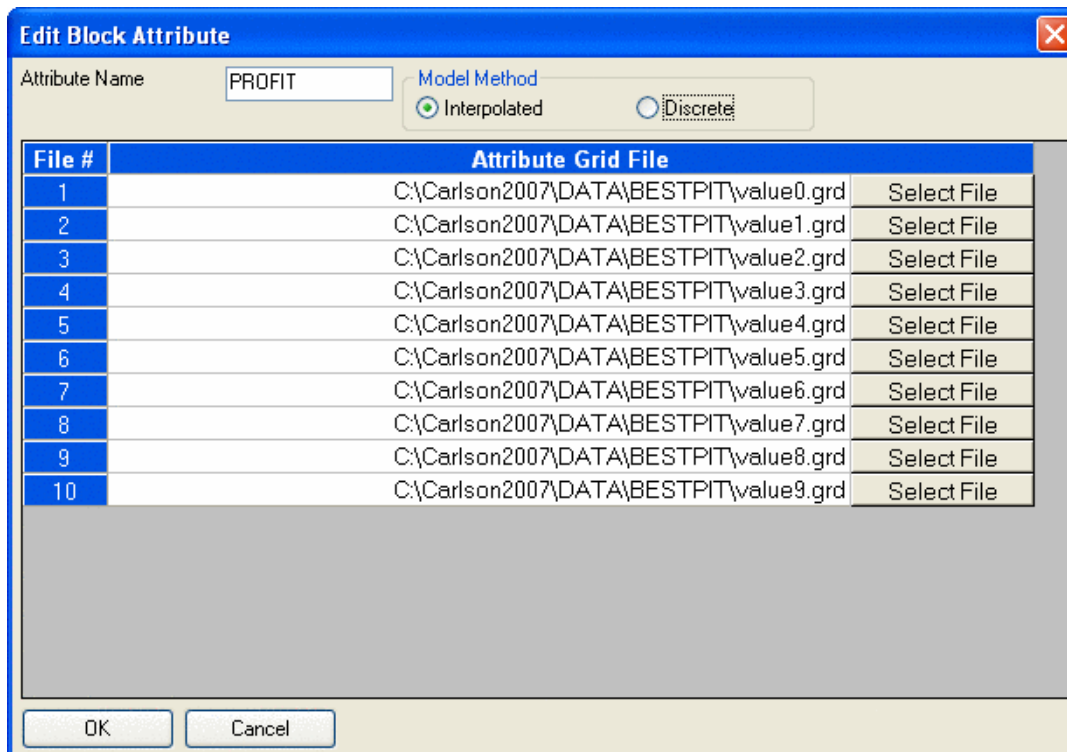 Edit Block Attribute
Attribute Name PROFIT Model Method
Interpolated Discrete
File # Attribute Grid File
1 C:\Carlson2007\DATA\BESTPIT\value0.grd Select File
2 C:\Carlson2007\DATA\BESTPIT\value1.grd Select File
3 C:\Carlson2007\DATA\BESTPIT\value2.grd Select File
4 C:\Carlson2007\DATA\BESTPIT\value3.grd Select File
5 C:\Carlson2007\DATA\BESTPIT\value4.grd Select File
6 C:\Carlson2007\DATA\BESTPIT\value5.grd Select File
7 C:\Carlson2007\DATA\BESTPIT\value6.grd Select File
8 C:\Carlson2007\DATA\BESTPIT\value7.grd Select File
9 C:\Carlson2007\DATA\BESTPIT\value8.grd Select File
10 C:\Carlson2007\DATA\BESTPIT\value9.grd Select File
OK Cancel